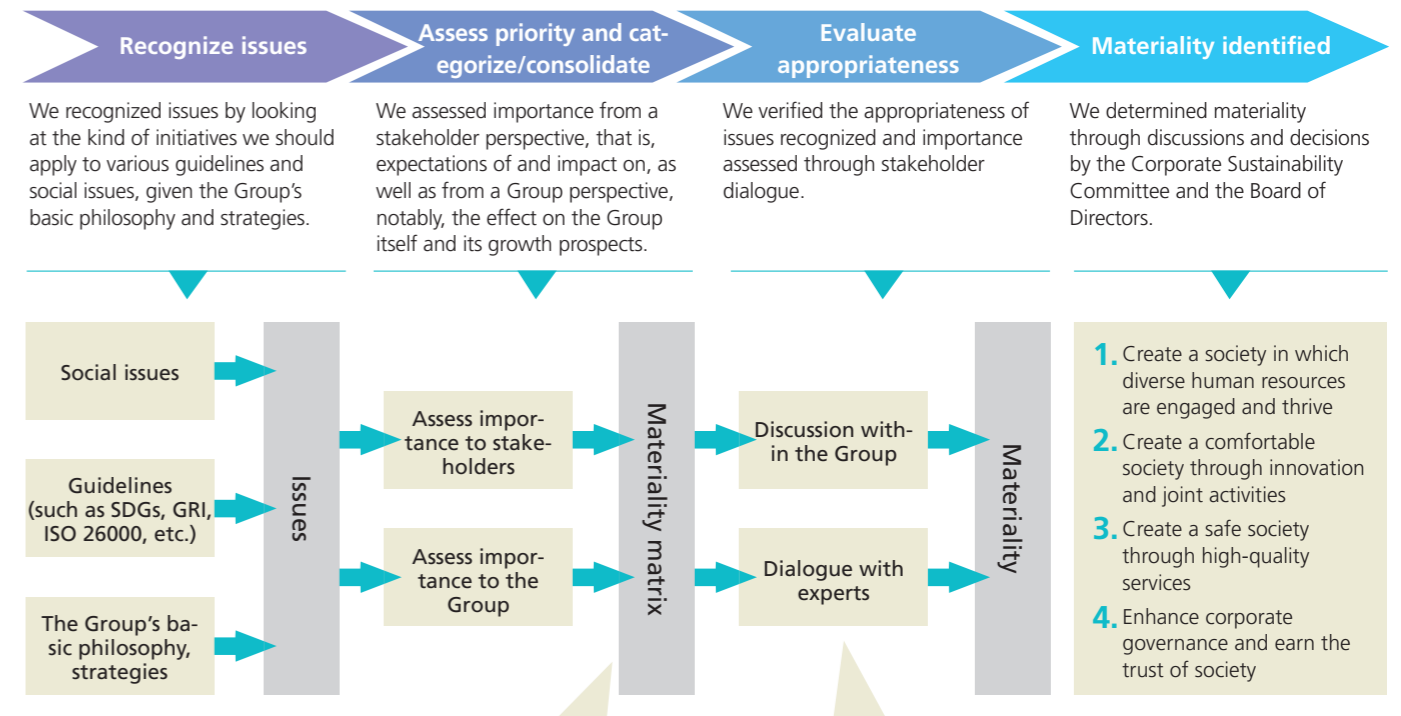 Recognize issues
Assess priority and cat-
egorize/consolidate
Evaluate
appropriateness
Materiality identified
We recognized issues by looking
at the kind of initiatives we should
apply to various guidelines and
social issues, given the Group’s
basic philosophy and strategies.
We assessed importance from a
stakeholder perspective, that is,
expectations of and impact on, as
well as from a Group perspective,
notably, the effect on the Group
itself and its growth prospects.
We verified the appropriateness of
issues recognized and importance
assessed through stakeholder
dialogue.
We determined materiality
through discussions and decisions
by the Corporate Sustainability
Committee and the Board of
Directors.
Social issues
Guidelines
(such as SDGs, GRI,
ISO 26000, etc.)
The Group’s ba-
sic philosophy,
strategies
Issues
Assess impor-
tance to stake-
holders
Assess impor-
tance to the
Group
Materiality matrix
Discussion with-
in the Group
Dialogue with
experts
Materiality
1. Create a society in which
diverse human resources
are engaged and thrive
2. Create a comfortable
society through innovation
and joint activities
3. Create a safe society
through high-quality
services
4. Enhance corporate
governance and earn the
trust of society